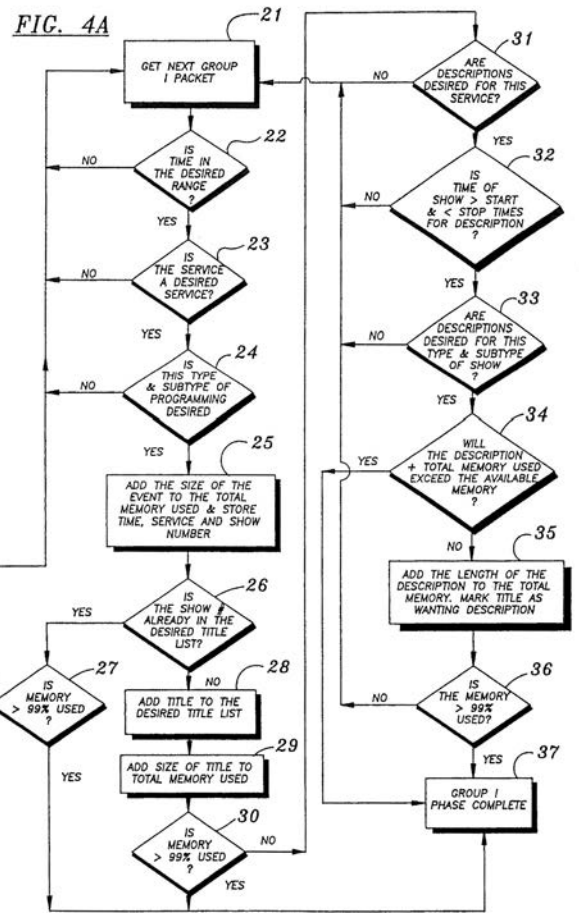 FIG. 4A
21
GET NEXT GROUP
I PACKET
22
IS
TIME IN
THE DESIRED
RANGE
?
NO
YES
23
IS
THE SERVICE
A DESIRED
SERVICE?
NO
YES
24
IS
THIS TYPE
& SUBTYPE OF
PROGRAMMING
DESIRED
NO
YES
25
ADD THE SIZE OF THE
EVENT TO THE TOTAL
MEMORY USED & STORE
TIME, SERVICE AND SHOW
NUMBER
26
IS
THE SHOW #
ALREADY IN THE
DESIRED TITLE
LIST?
YES
NO
27
IS
MEMORY
> 99% USED
?
YES
28
ADD TITLE TO THE
DESIRED TITLE LIST
29
ADD SIZE OF TITLE TO
TOTAL MEMORY USED
30
IS
MEMORY
> 99% USED
?
NO
YES
31
ARE
DESCRIPTIONS
DESIRED FOR THIS
SERVICE?
NO
YES
32
IS
TIME OF
SHOW > START
& < STOP TIMES
FOR DESCRIPTION
?
NO
YES
33
ARE
DESCRIPTIONS
DESIRED FOR THIS
TYPE & SUBTYPE
OF SHOW
?
NO
YES
34
WILL
THE DESCRIPTION
+ TOTAL MEMORY USED
EXCEED THE AVAILABLE
MEMORY
?
YES
NO
35
ADD THE LENGTH OF THE
DESCRIPTION TO THE TOTAL
MEMORY. MARK TITLE AS
WANTING DESCRIPTION
36
IS
THE MEMORY
> 99%
USED?
NO
YES
37
GROUP I
PHASE COMPLETE